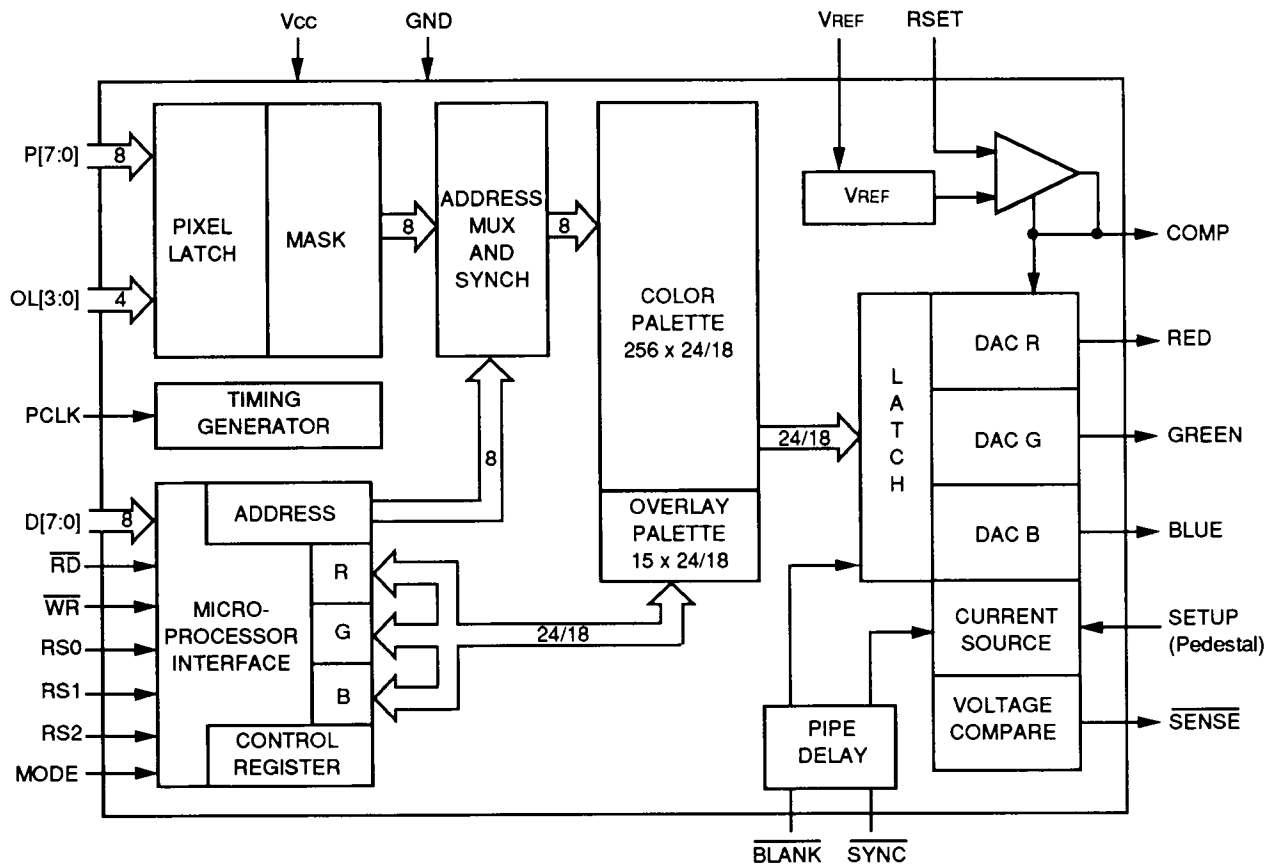 VCC
GND
VREF
RSET
P[7:0]
8
OL[3:0]
4
PIXEL
LATCH
MASK
8
ADDRESS
MUX
AND
SYNCH
8
COLOR
PALETTE
256 x 24/18
OVERLAY
PALETTE
15 x 24/18
VREF
COMP
PCLK
TIMING
GENERATOR
8
24/18
L
A
T
C
H
DAC R
RED
DAC G
GREEN
DAC B
BLUE
CURRENT
SOURCE
SETUP
(Pedestal)
VOLTAGE
COMPARE
SENSE
D[7:0]
8
RD
WR
RS0
RS1
RS2
MODE
ADDRESS
MICRO-
PROCESSOR
INTERFACE
R
G
B
24/18
CONTROL
REGISTER
PIPE
DELAY
BLANK
SYNC